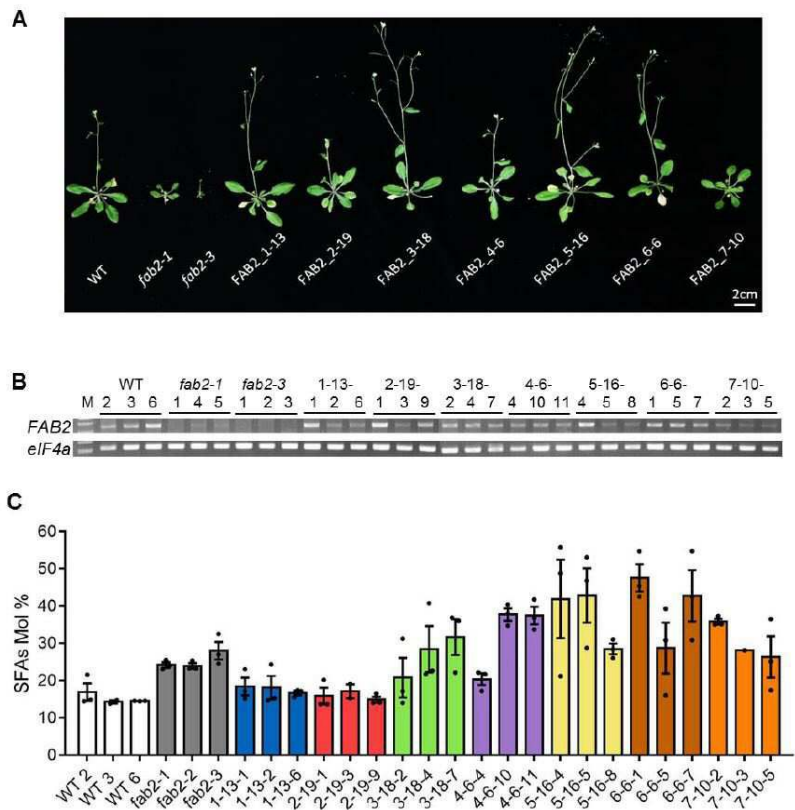 A
WT fab2-1 fab2-3 FAB2_1-13 FAB2_2-19 FAB2_3-18 FAB2_4-6 FAB2_5-16 FAB2_6-6 FAB2_7-10
2cm
B
WT fab2-1 fab2-3 1-13- 2-19- 3-18- 4-6- 5-16- 6-6- 7-10-
M 2 3 6 1 4 5 1 2 3 1 2 6 1 3 9 2 4 7 4 10 11 4 5 8 1 5 7 2 3 5
FAB2
eIF4a
C
60
50
40
30
20
10
0
SFAs Mol %
WT 2 WT 3 WT 6 fab2-1 fab2-2 fab2-3 1-13-1 1-13-2 1-13-6 2-19-1 2-19-3 2-19-9 3-18-2 3-18-4 3-18-7 4-6-4 4-6-10 4-6-11 5-16-4 5-16-5 5-16-8 6-6-1 6-6-5 6-6-7 7-10-2 7-10-3 7-10-5